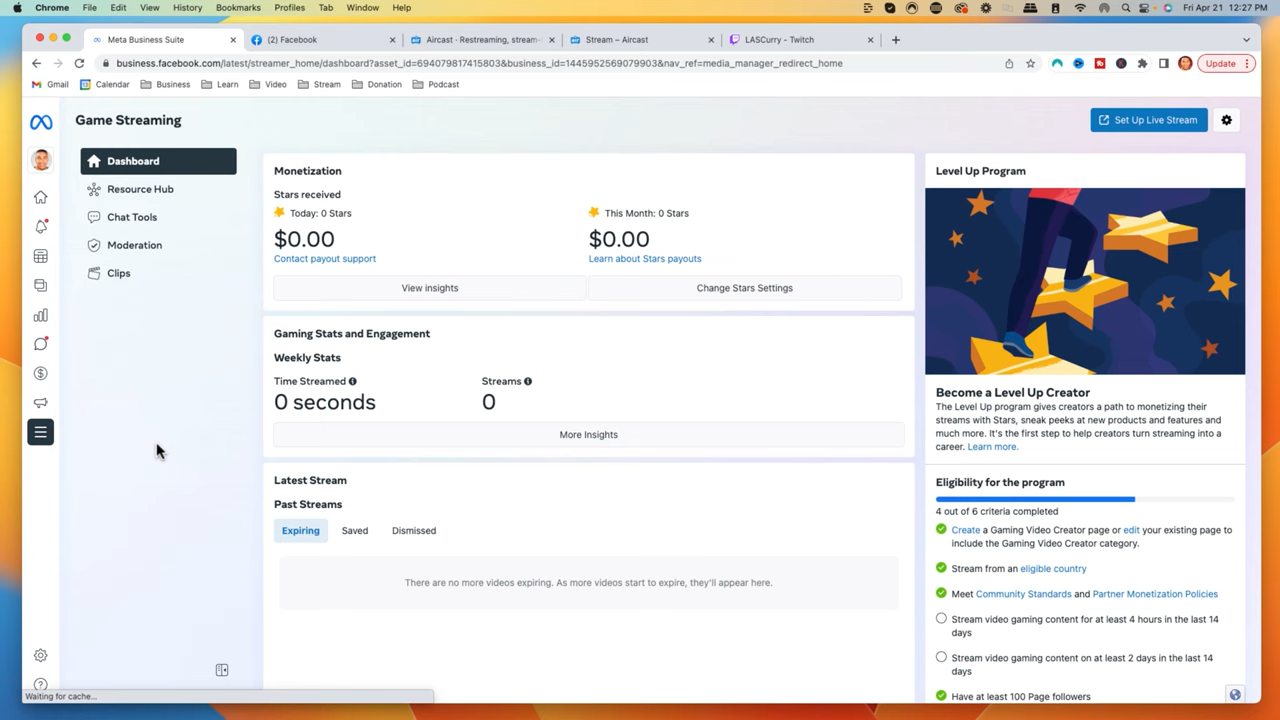 Chrome File Edit View History Bookmarks Profiles Tab Window Help Fri Apr 21 12:27 PM
Meta Business Suite (2) Facebook Aircast · Restreaming, stream- Stream – Aircast LASCurry - Twitch
business.facebook.com/latest/streamer_home/dashboard?asset_id=694079817415803&business_id=1445952569079903&nav_ref=media_manager_redirect_home Update
Gmail Calendar Business Learn Video Stream Donation Podcast
Game Streaming
Set Up Live Stream
Dashboard
Resource Hub
Chat Tools
Moderation
Clips
Monetization
Stars received
Today: 0 Stars This Month: 0 Stars
$0.00 $0.00
Contact payout support Learn about Stars payouts
View insights Change Stars Settings
Gaming Stats and Engagement
Weekly Stats
Time Streamed Streams
0 seconds 0
More Insights
Latest Stream
Past Streams
Expiring Saved Dismissed
There are no more videos expiring. As more videos start to expire, they'll appear here.
Level Up Program
Become a Level Up Creator
The Level Up program gives creators a path to monetizing their
streams with Stars, sneak peeks at new products and features and
much more. It's the first step to help creators turn streaming into a
career. Learn more.
Eligibility for the program
4 out of 6 criteria completed
Create a Gaming Video Creator page or edit your existing page to
include the Gaming Video Creator category.
Stream from an eligible country
Meet Community Standards and Partner Monetization Policies
Stream video gaming content for at least 4 hours in the last 14
days
Stream video gaming content on at least 2 days in the last 14
days
Have at least 100 Page followers
Waiting for cache...